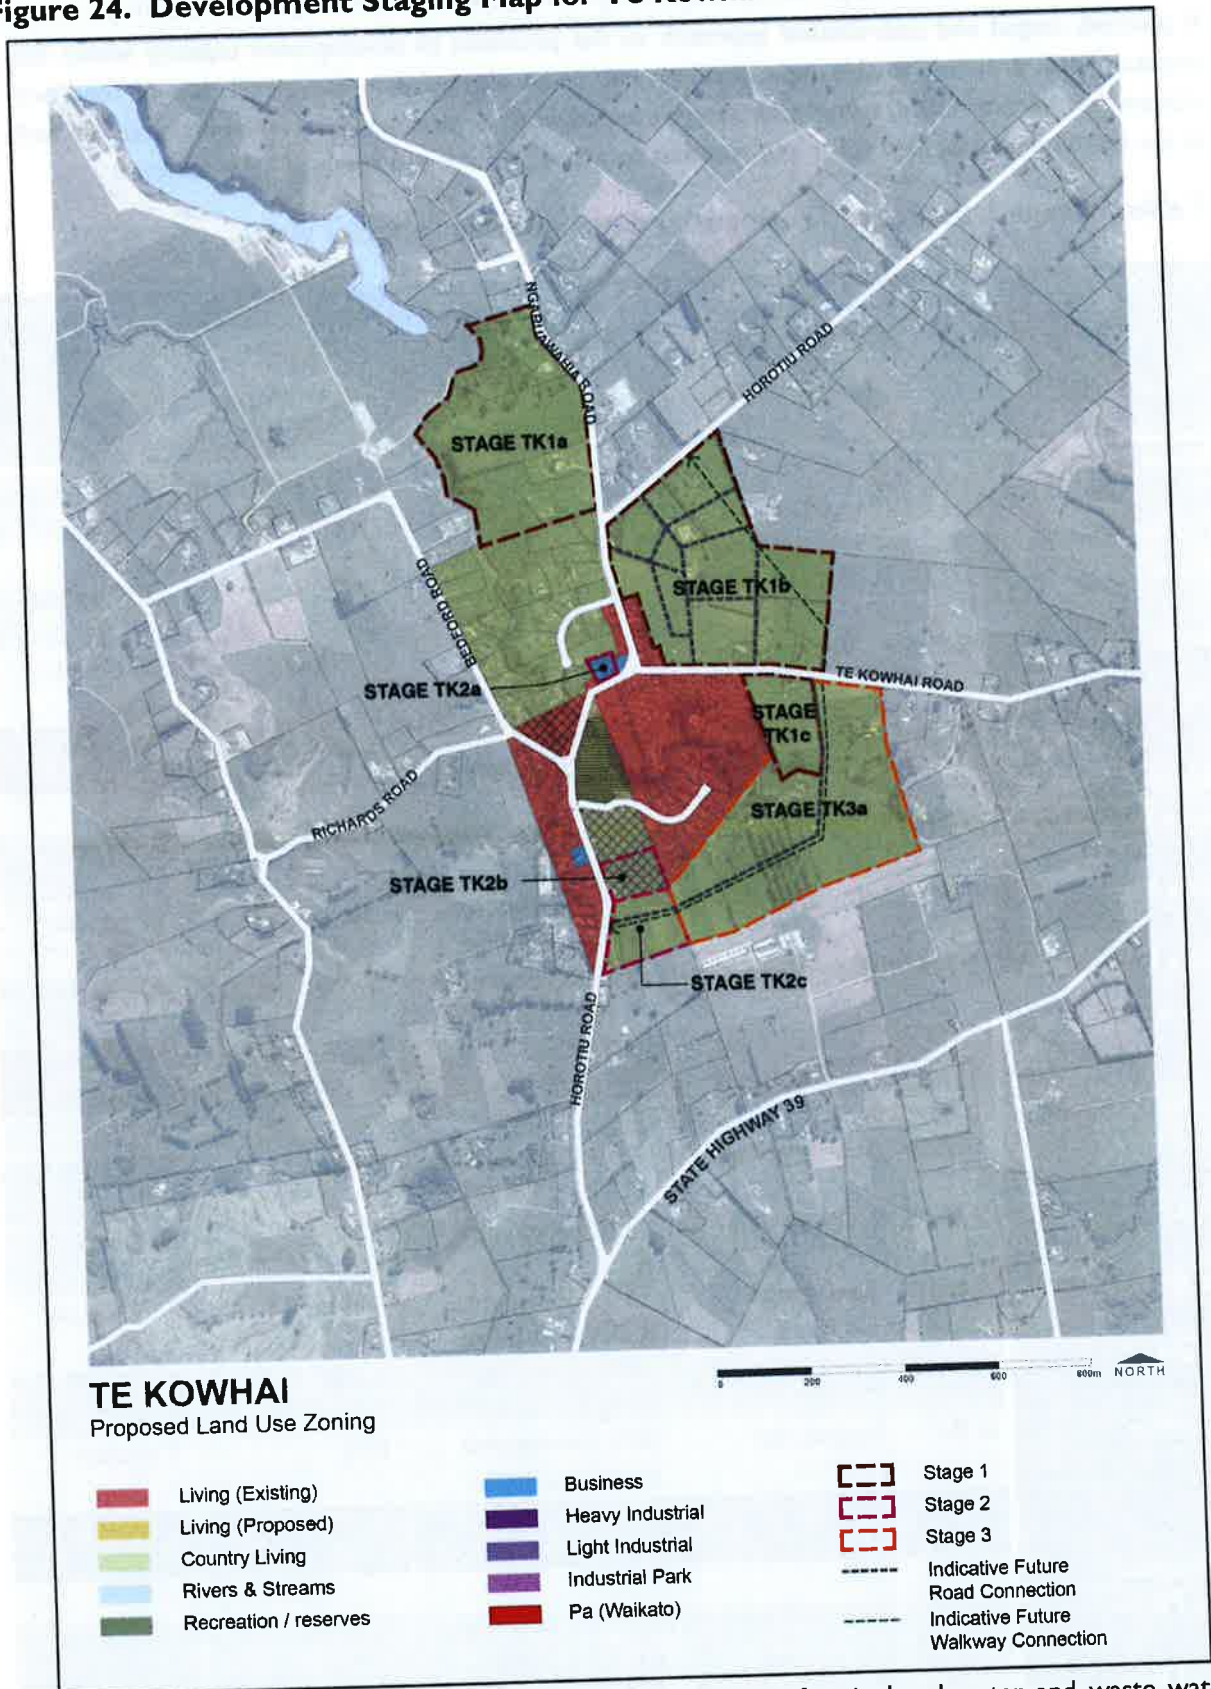 Figure 24. Development Staging Map for Te
NGARUAWAHIA ROAD
HOROTIU ROAD
STAGE TK1a
BEDFORD ROAD
STAGE TK1b
STAGE TK2a
TE KOWHAI ROAD
STAGE
TK1c
RICHARDS ROAD
STAGE TK3a
STAGE TK2b
STAGE TK2c
HOROTIU ROAD
STATE HIGHWAY 39
TE KOWHAI
Proposed Land Use Zoning
0 200 400 600 800m NORTH
Living (Existing)
Living (Proposed)
Country Living
Rivers & Streams
Recreation / reserves
Business
Heavy Industrial
Light Industrial
Industrial Park
Pa (Waikato)
Stage 1
Stage 2
Stage 3
Indicative Future
Road Connection
Indicative Future
Walkway Connection
and waste